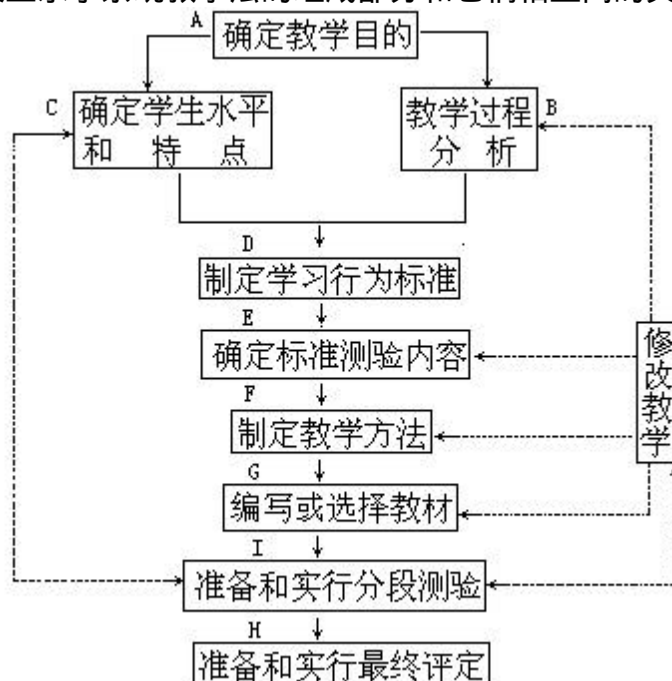 A
确定教学目的
C
确定学生水平
和 特 点
教学过程
分 析
B
D
制定学习行为标准
E
确定标准测验内容
F
制定教学方法
G
编写或选择教材
I
准备和实行分段测验
H
准备和实行最终评定
修
改
教
学